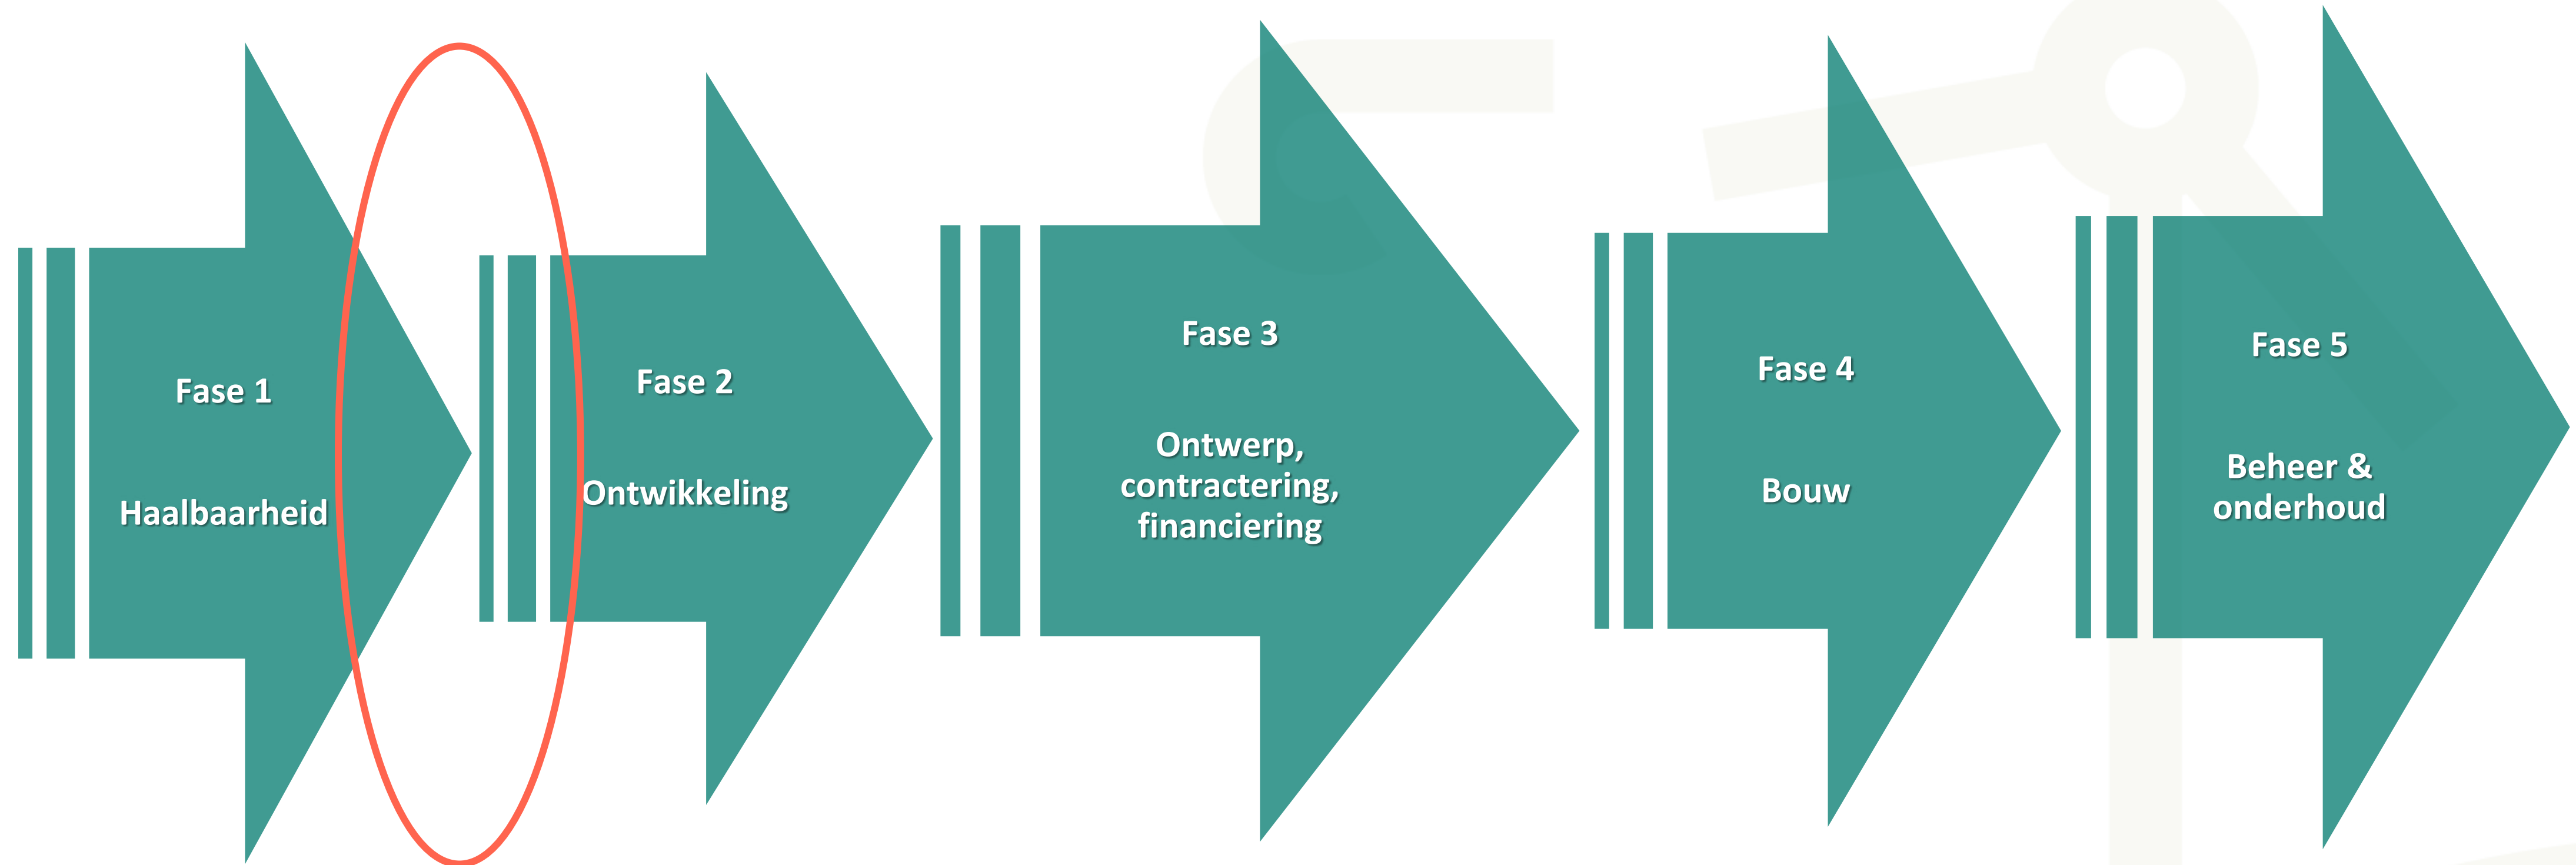 Fase 1
Haalbaarheid
Fase 2
Ontwikkeling
Fase 3
Ontwerp,
contractering,
financiering
Fase 4
Bouw
Fase 5
Beheer &
onderhoud